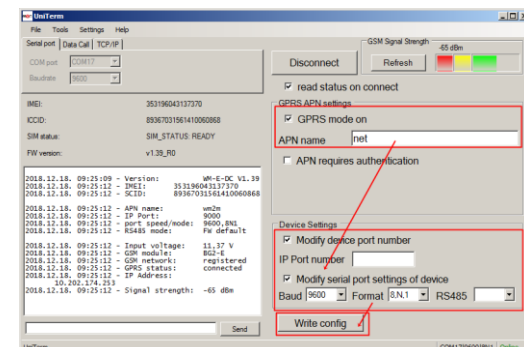 UniTerm
File Tools Settings Help
Serial port Data Call TCP/IP
COM port COM17
Baudrate 9600
IMEI: 353196043137370
ICCID: 89367031561410060868
SIM status: SIM_STATUS: READY
FW version: v1.39_R0
2018.12.18. 09:25:09 - Version: WM-E-DC V1.39
2018.12.18. 09:25:12 - IMEI: 353196043137370
2018.12.18. 09:25:12 - SCID: 89367031561410060868
2018.12.18. 09:25:12 - APN name: wm2m
2018.12.18. 09:25:12 - IP Port: 9000
2018.12.18. 09:25:12 - port speed/mode: 9600,8N1
2018.12.18. 09:25:12 - RS485 mode: FW default
2018.12.18. 09:25:12 - Input voltage: 11,37 V
2018.12.18. 09:25:12 - GSM module: BG2-E
2018.12.18. 09:25:12 - GSM network: registered
2018.12.18. 09:25:12 - GPRS status: connected
2018.12.18. 09:25:12 - IP Address:
10.202.174.253
2018.12.18. 09:25:12 - Signal strength: -65 dBm
Send
Disconnect
GSM Signal Strength
Refresh
-65 dBm
read status on connect
GPRS APN settings
GPRS mode on
APN name net
APN requires authentication
Device Settings
Modify device port number
IP Port number
Modify serial port settings of device
Baud 9600 Format 8,N,1 RS485
Write config